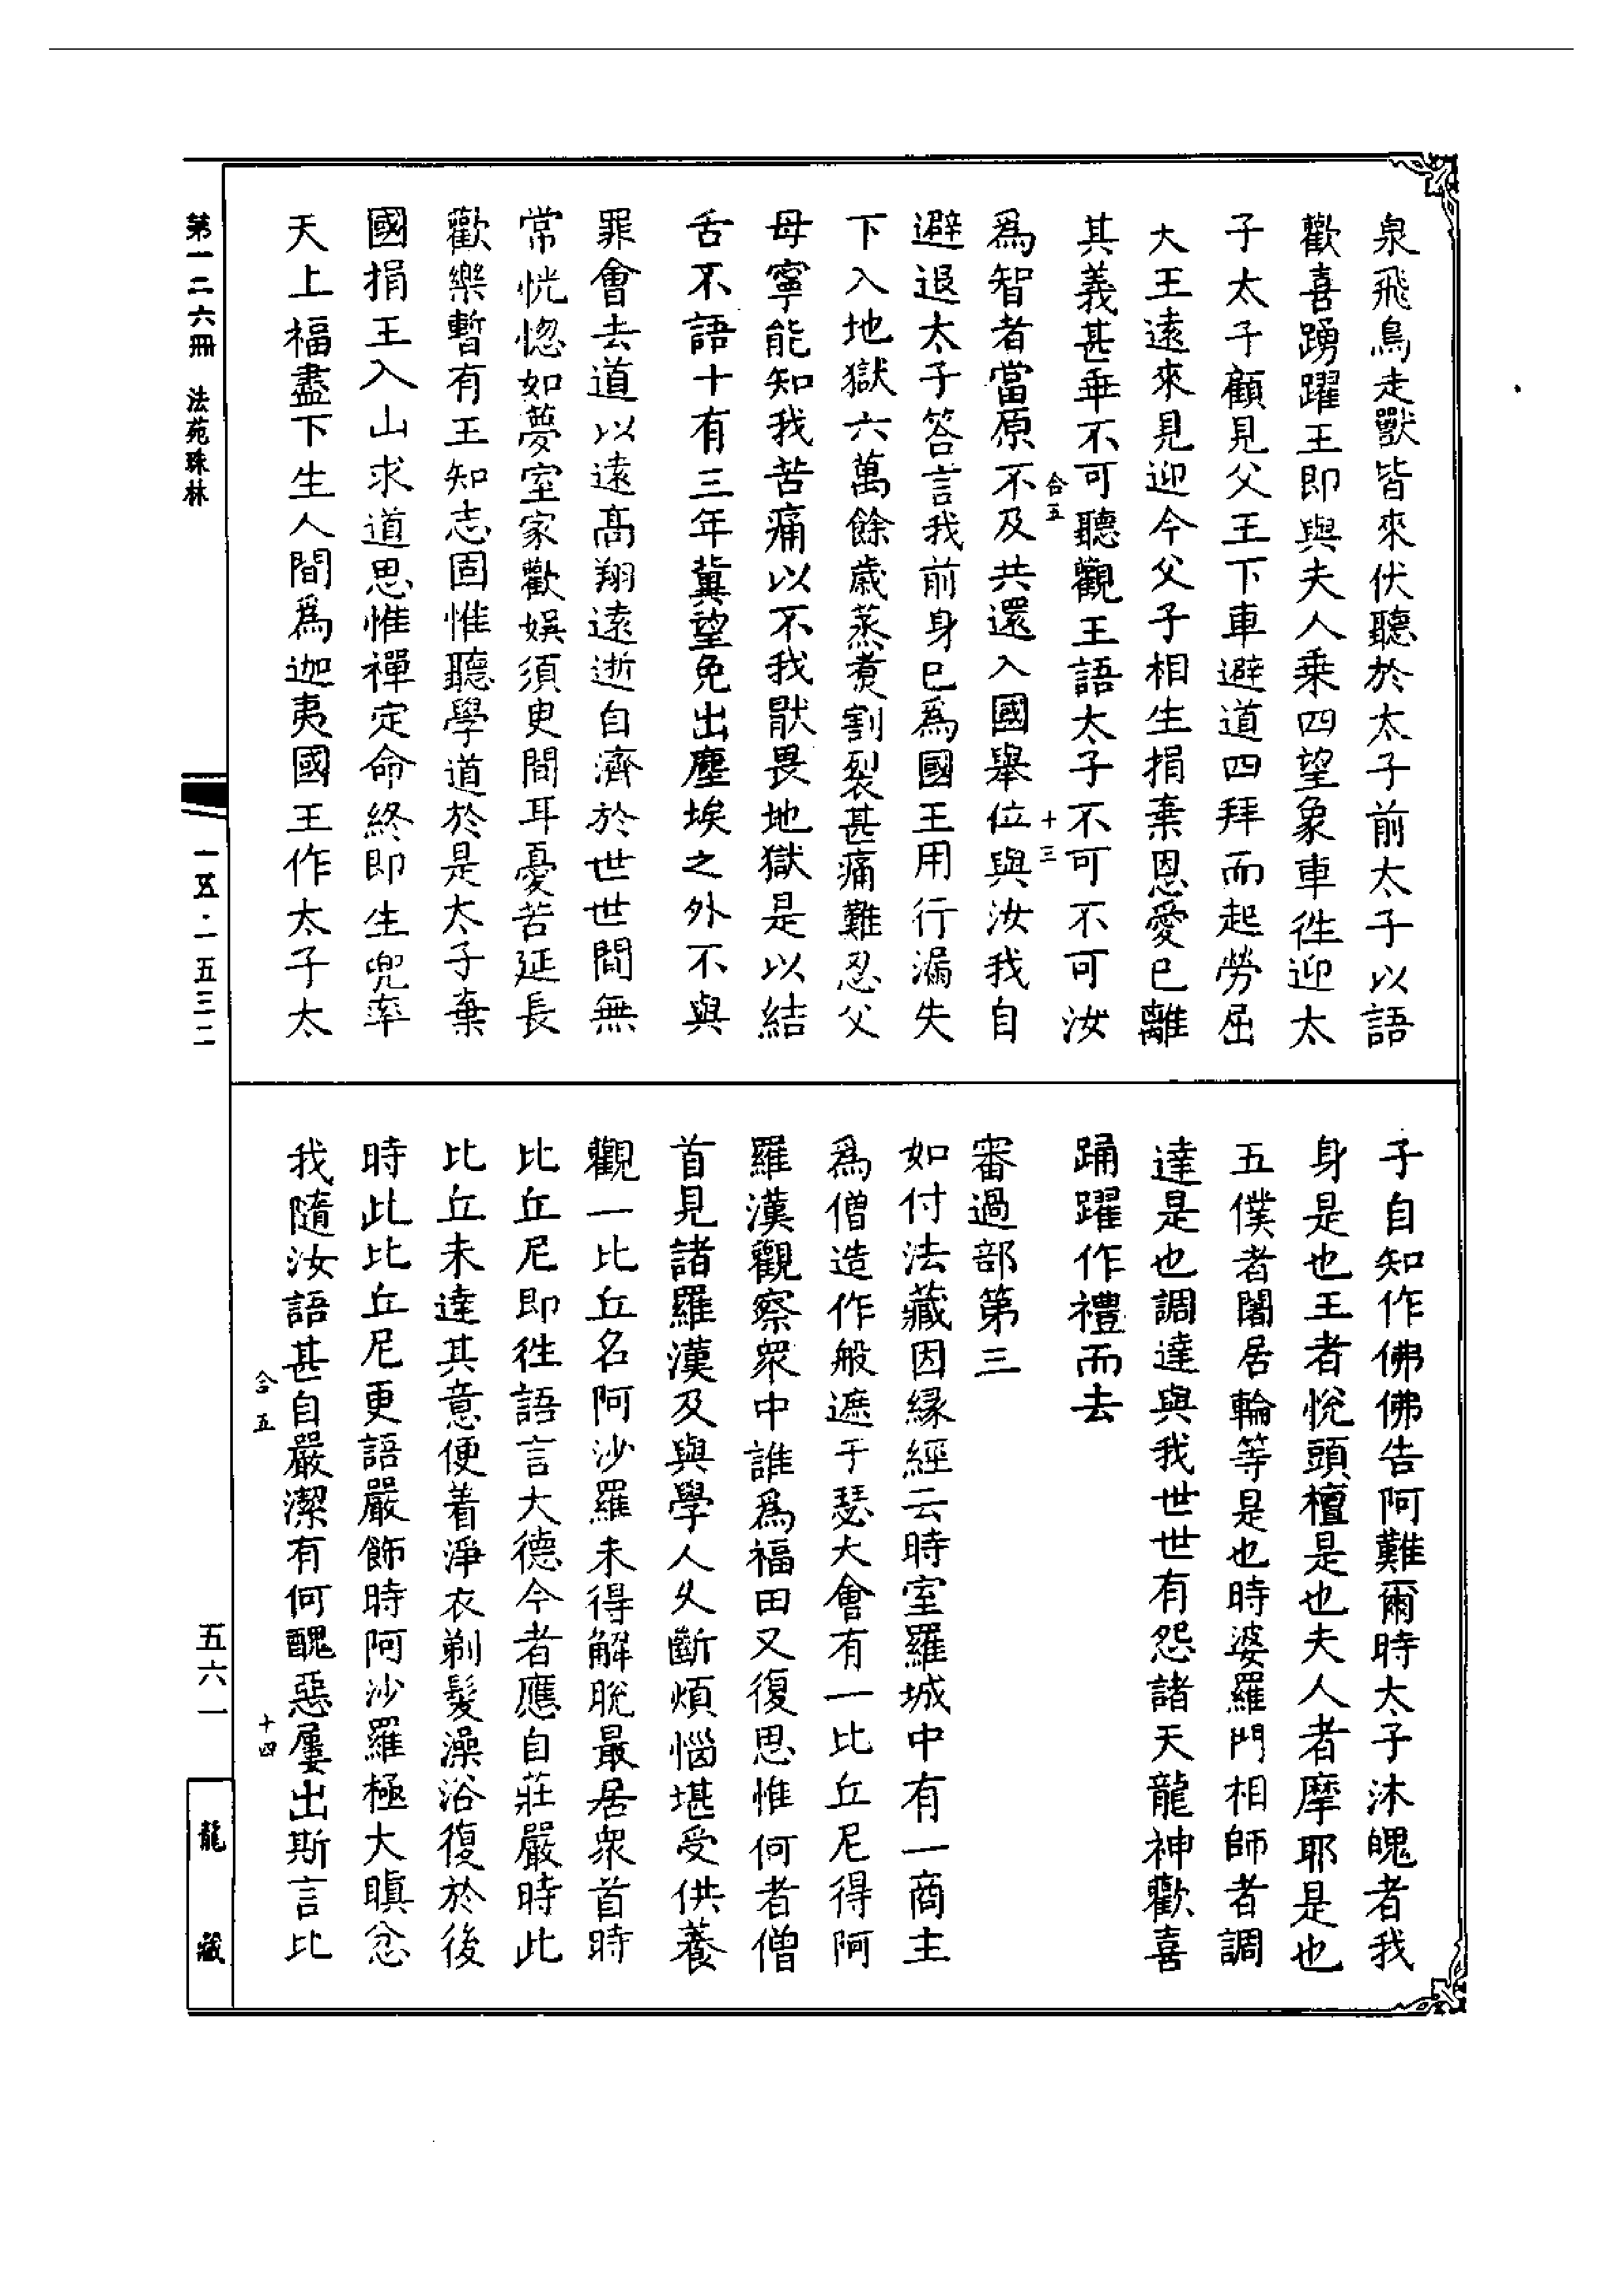 泉飛鳥走獸皆來伏聽於太子前太子以語
歡喜踴躍王即與夫人乗四望象車徃迎太
子太子顧見父王下車避道四拜而起勞屈
大王遠來見迎今父子相生捐棄恩愛已離
其義甚乖不可聽觀王語太子不可不可汝
合五
十三
爲智者當原不及共還入國舉位與汝我自
避退太子答言我前身已爲國王用行漏失
下入地獄六萬餘歲蒸煑割裂甚痛難忍父
母寧能知我苦痛以不我猒畏地獄是以結
舌不語十有三年冀望免出塵埃之外不與
罪會去道以遠高翔遠逝自濟於世世間無
常恍惚如夢室家歡娛須臾間耳憂苦延長
歡樂暫有王知志固惟聽學道於是太子棄
國捐王入山求道思惟禪定命終即生兜率
天上福盡下生人間爲迦夷國王作太子太
子自知作佛佛告阿難爾時太子沐魄者我
身是也王者悅頭檀是也夫人者摩耶是也
五僕者闍居輪等是也時婆羅門相師者調
達是也調達與我世世有怨諸天龍神歡喜
踊躍作禮而去
審過部第三
如付法藏因緣經云時室羅城中有一商主
爲僧造作般遮于瑟大會有一比丘尼得阿
羅漢觀察衆中誰爲福田又復思惟何者僧
首見諸羅漢及與學人久斷煩惱堪受供養
觀一比丘名阿沙羅未得解脫最居衆首時
比丘尼即徃語言大德今者應自莊嚴時此
比丘未達其意便着淨衣剃髮澡浴復於後
時此比丘尼更語嚴飾時阿沙羅極大瞋忿
我隨汝語甚自嚴潔有何醜惡屢出斯言比
合五
十四
第一二六冊 法苑珠林
一五·一五三二
五六一
龍藏